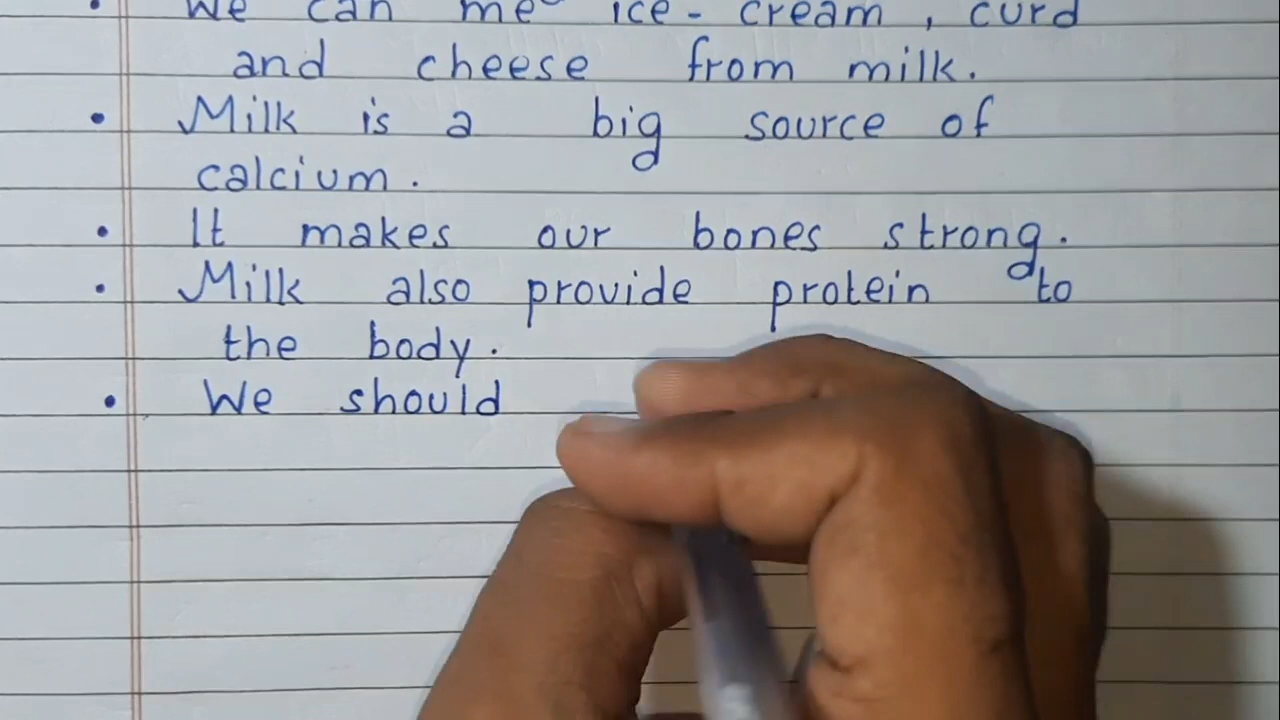 • We can me ice-cream, curd
and cheese from milk.
• Milk is a big source of
calcium.
• It makes our bones strong.
• Milk also provide protein to
the body.
• We should